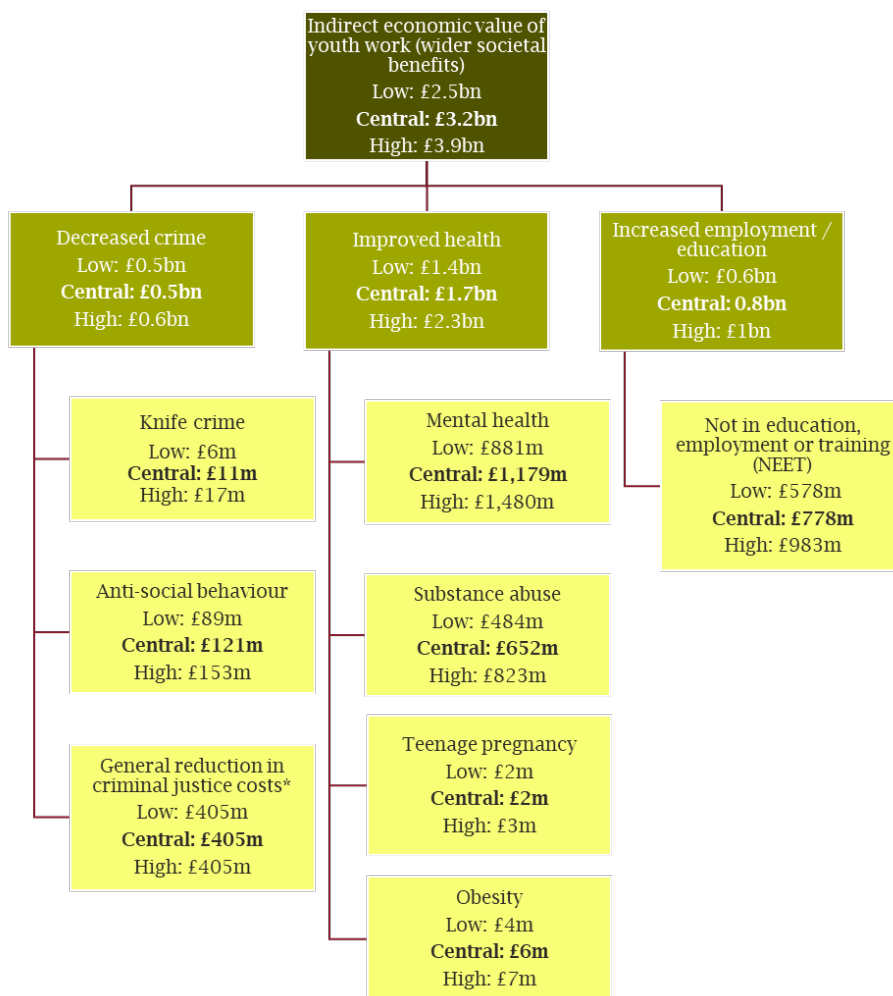 Indirect economic value of
youth work (wider societal
benefits)
Low: £2.5bn
Central: £3.2bn
High: £3.9bn
Decreased crime
Low: £0.5bn
Central: £0.5bn
High: £0.6bn
Improved health
Low: £1.4bn
Central: £1.7bn
High: £2.3bn
Increased employment /
education
Low: £0.6bn
Central: 0.8bn
High: £1bn
Knife crime
Low: £6m
Central: £11m
High: £17m
Anti-social behaviour
Low: £89m
Central: £121m
High: £153m
General reduction in
criminal justice costs*
Low: £405m
Central: £405m
High: £405m
Mental health
Low: £881m
Central: £1,179m
High: £1,480m
Substance abuse
Low: £484m
Central: £652m
High: £823m
Teenage pregnancy
Low: £2m
Central: £2m
High: £3m
Obesity
Low: £4m
Central: £6m
High: £7m
Not in education,
employment or training
(NEET)
Low: £578m
Central: £778m
High: £983m